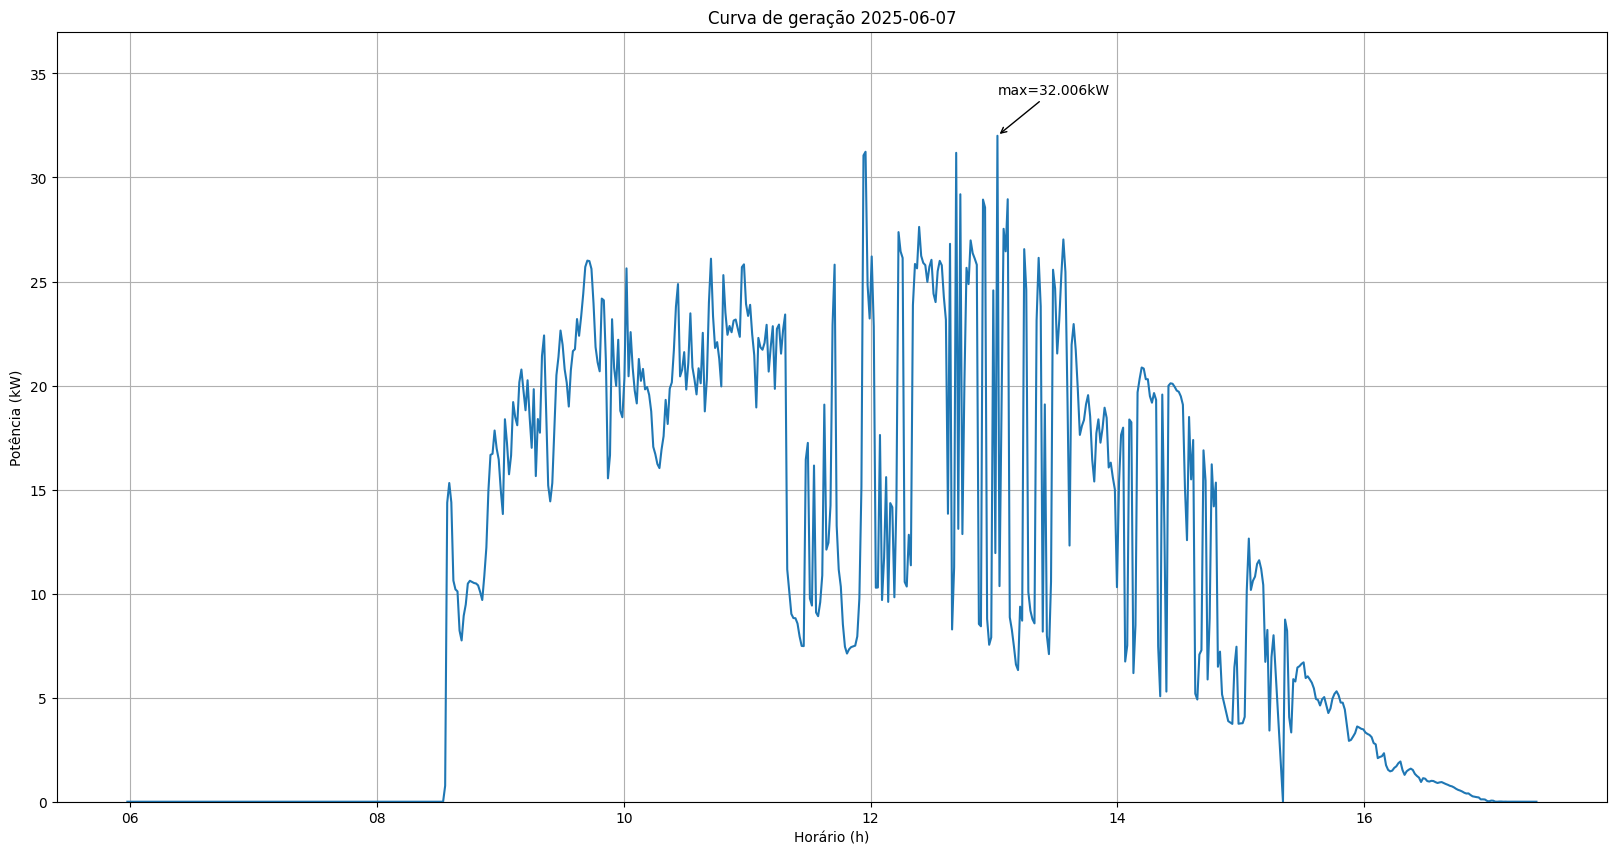 Curva de geração 2025-06-07
max=32.006kW
Potência (kW)
35
30
25
20
15
10
5
0
06 08 10 12 14 16
Horário (h)